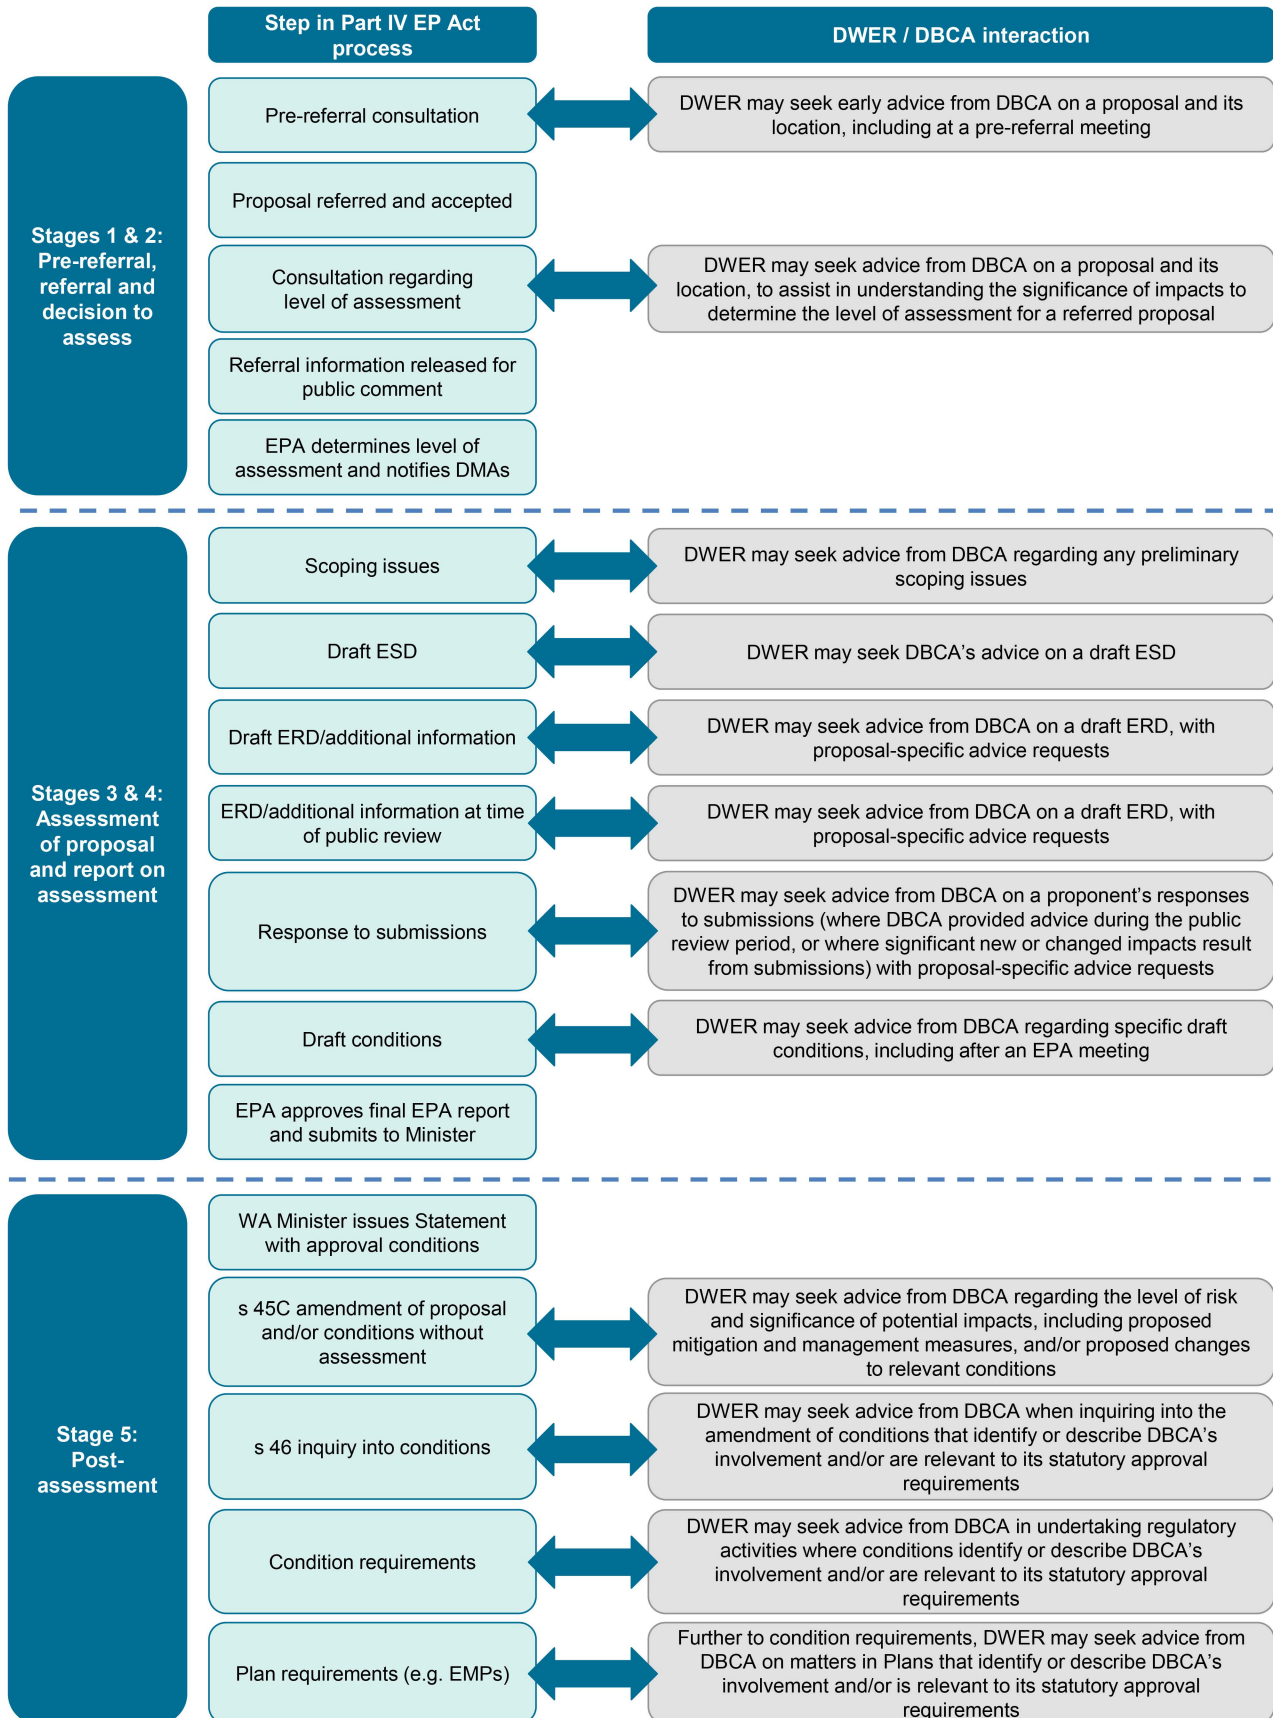 Step in Part IV EP Act
process
DWER / DBCA interaction
Stages 1 & 2:
Pre-referral,
referral and
decision to
assess
Pre-referral consultation
DWER may seek early advice from DBCA on a proposal and its
location, including at a pre-referral meeting
Proposal referred and accepted
Consultation regarding
level of assessment
DWER may seek advice from DBCA on a proposal and its
location, to assist in understanding the significance of impacts to
determine the level of assessment for a referred proposal
Referral information released for
public comment
EPA determines level of
assessment and notifies DMAs
Stages 3 & 4:
Assessment
of proposal
and report on
assessment
Scoping issues
DWER may seek advice from DBCA regarding any preliminary
scoping issues
Draft ESD
DWER may seek DBCA's advice on a draft ESD
Draft ERD/additional information
DWER may seek advice from DBCA on a draft ERD, with
proposal-specific advice requests
ERD/additional information at time
of public review
DWER may seek advice from DBCA on a draft ERD, with
proposal-specific advice requests
Response to submissions
DWER may seek advice from DBCA on a proponent's responses
to submissions (where DBCA provided advice during the public
review period, or where significant new or changed impacts result
from submissions) with proposal-specific advice requests
Draft conditions
DWER may seek advice from DBCA regarding specific draft
conditions, including after an EPA meeting
EPA approves final EPA report
and submits to Minister
Stage 5:
Post-
assessment
WA Minister issues Statement
with approval conditions
s 45C amendment of proposal
and/or conditions without
assessment
DWER may seek advice from DBCA regarding the level of risk
and significance of potential impacts, including proposed
mitigation and management measures, and/or proposed changes
to relevant conditions
s 46 inquiry into conditions
DWER may seek advice from DBCA when inquiring into the
amendment of conditions that identify or describe DBCA's
involvement and/or are relevant to its statutory approval
requirements
Condition requirements
DWER may seek advice from DBCA in undertaking regulatory
activities where conditions identify or describe DBCA's
involvement and/or are relevant to its statutory approval
requirements
Plan requirements (e.g. EMPs)
Further to condition requirements, DWER may seek advice from
DBCA on matters in Plans that identify or describe DBCA's
involvement and/or is relevant to its statutory approval
requirements